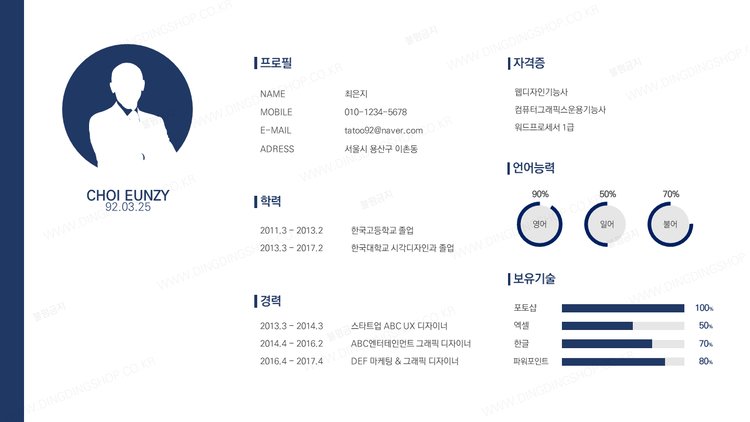 CHOI EUNZY
92.03.25
프로필
NAME 최은지
MOBILE 010-1234-5678
E-MAIL tatoo92@naver.com
ADRESS 서울시 용산구 이촌동
학력
2011.3 - 2013.2 한국고등학교 졸업
2013.3 - 2017.2 한국대학교 시각디자인과 졸업
경력
2013.3 - 2014.3 스타트업 ABC UX 디자이너
2014.4 - 2016.2 ABC엔터테인먼트 그래픽 디자이너
2016.4 - 2017.4 DEF 마케팅 & 그래픽 디자이너
자격증
웹디자인기능사
컴퓨터그래픽스운용기능사
워드프로세서 1급
언어능력
90% 50% 70%
영어 일어 불어
보유기술
포토샵 100%
엑셀 50%
한글 70%
파워포인트 80%
WWW.DINGDINGSHOP.CO.KR
불펌금지